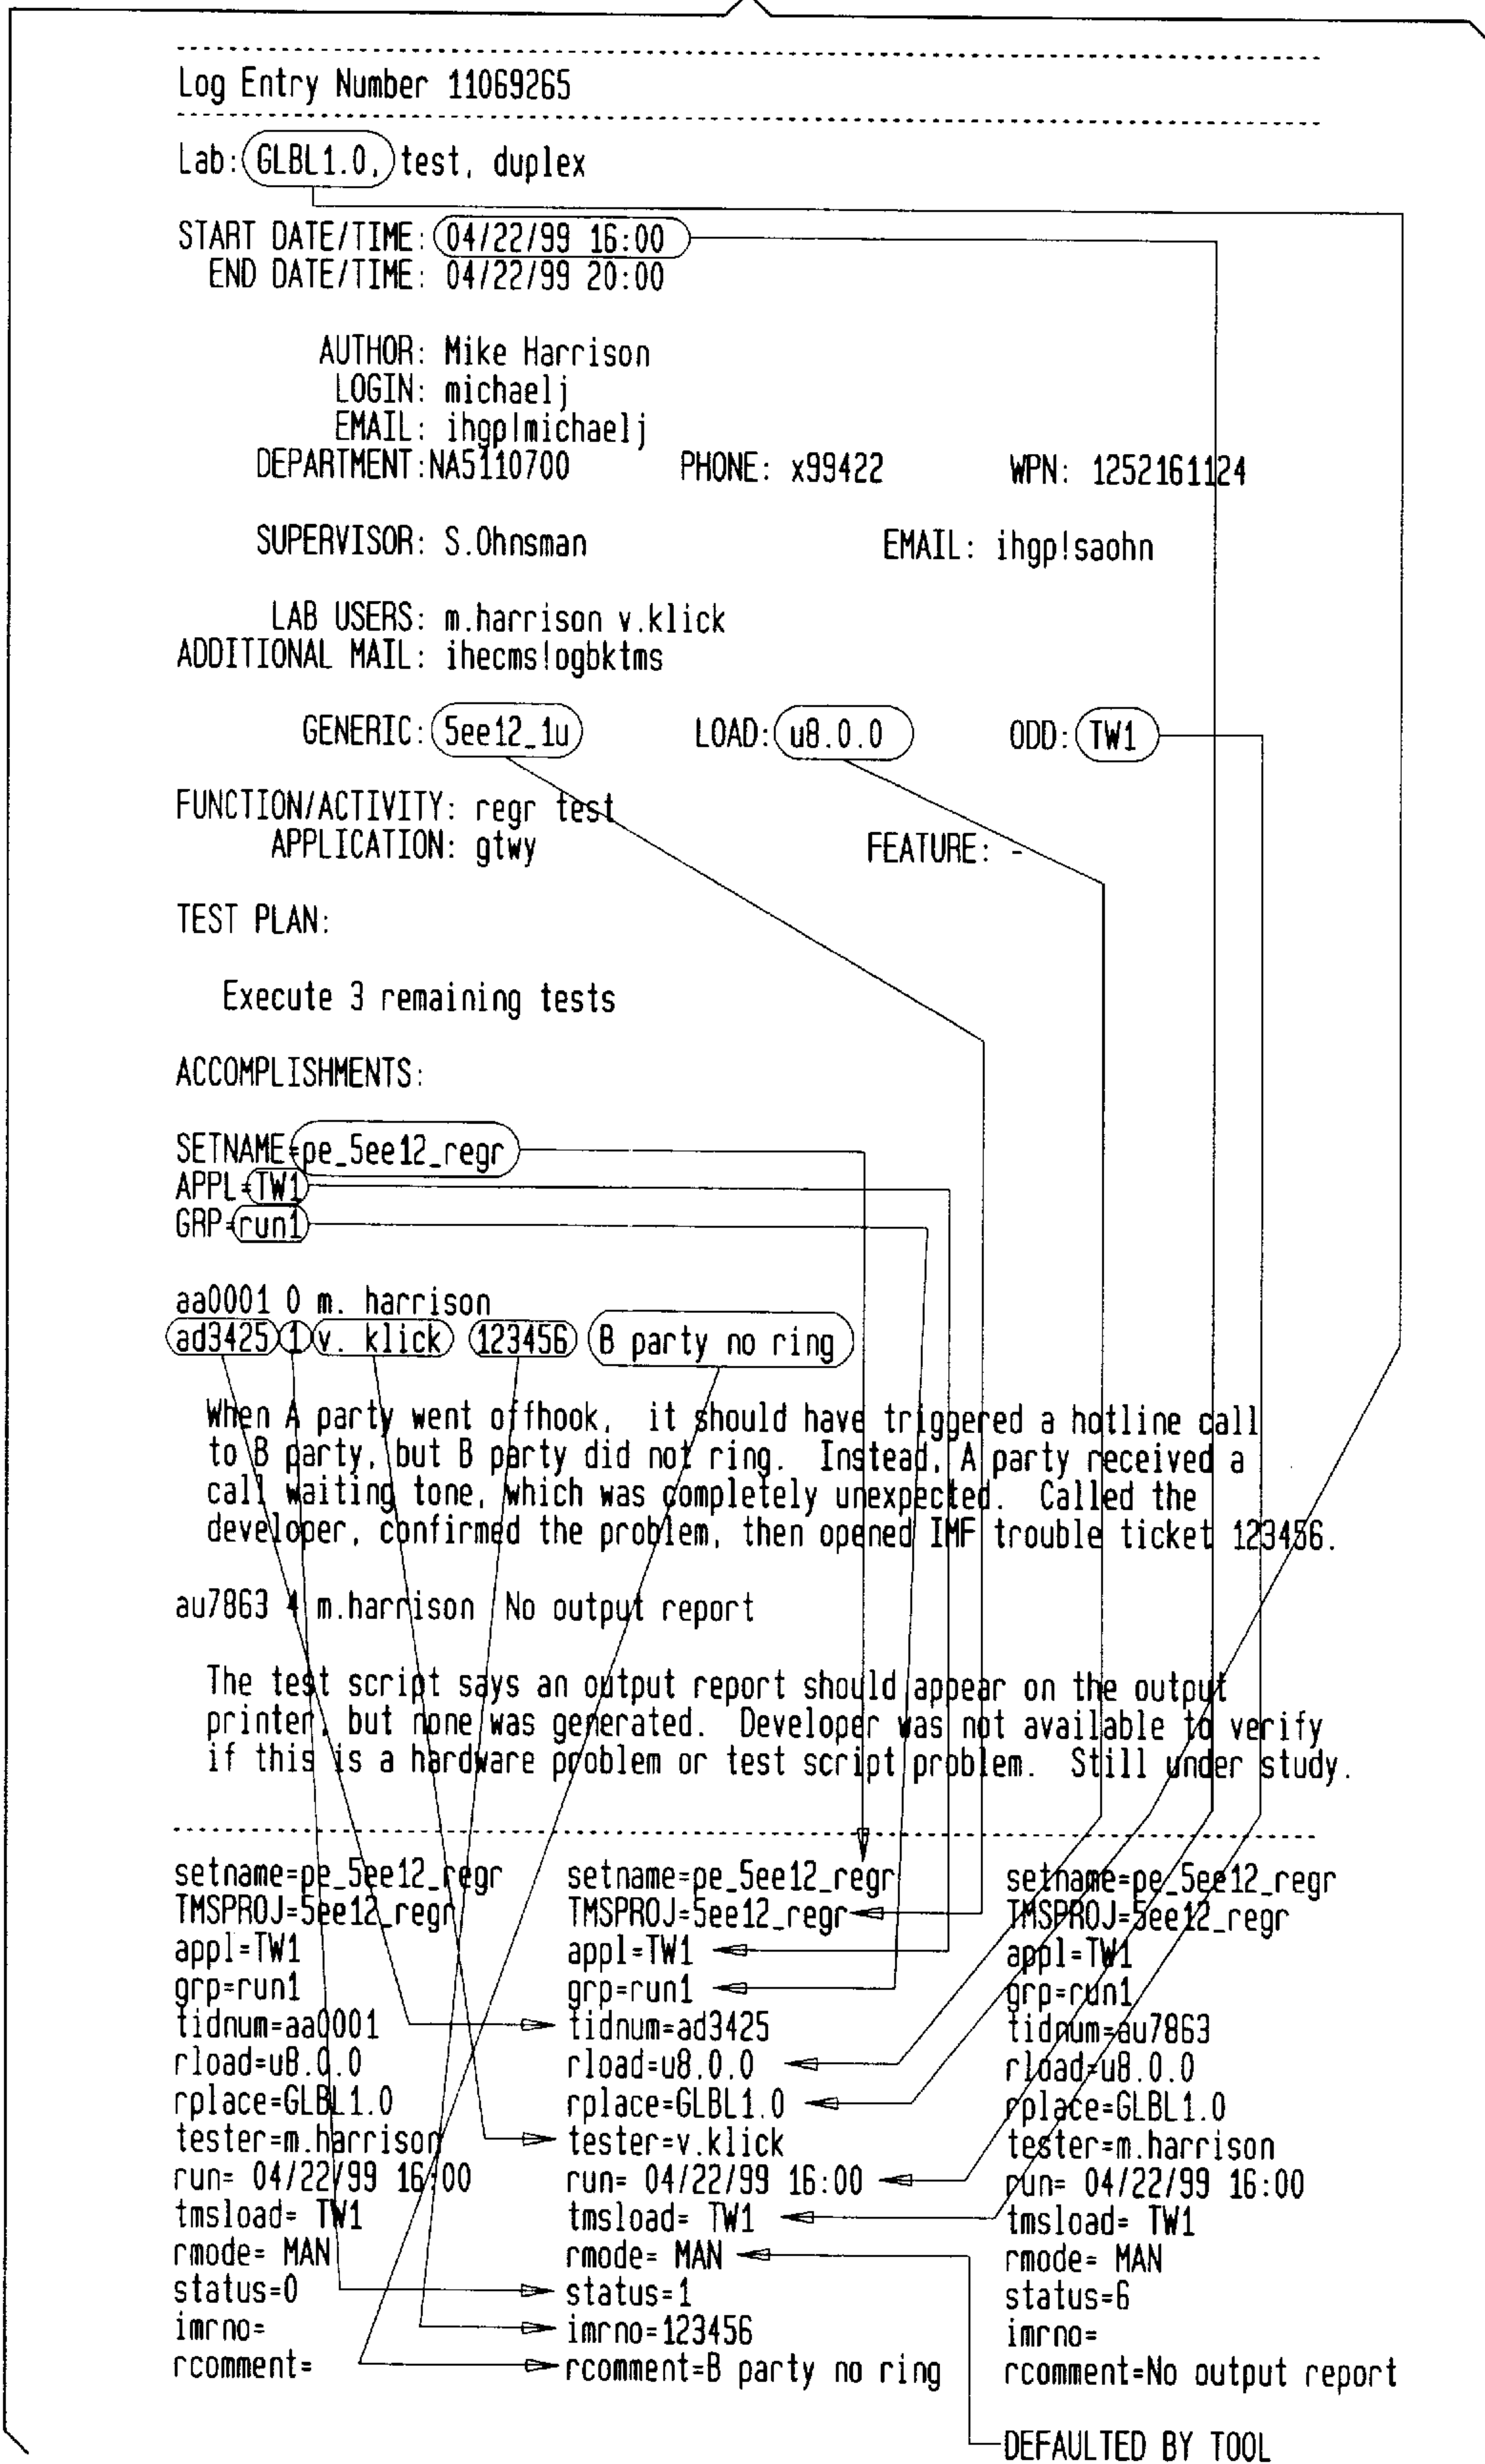 Log Entry Number 11069265
Lab: GLBL1.0, test, duplex
START DATE/TIME: 04/22/99 16:00
END DATE/TIME: 04/22/99 20:00
AUTHOR: Mike Harrison
LOGIN: michaelj
EMAIL: ihgp!michaelj
DEPARTMENT:NA5110700 PHONE: x99422 WPN: 1252161124
SUPERVISOR: S.Ohnsman EMAIL: ihgp!saohn
LAB USERS: m.harrison v.klick
ADDITIONAL MAIL: ihecms!ogbktms
GENERIC: 5ee12_1u LOAD: u8.0.0 ODD: TW1
FUNCTION/ACTIVITY: regr test
APPLICATION: gtwy FEATURE: -
TEST PLAN:
Execute 3 remaining tests
ACCOMPLISHMENTS:
SETNAME=pe_5ee12_regr
APPL=TW1
GRP=run1
aa0001 0 m. harrison
ad3425 1 v. klick 123456 B party no ring
When A party went offhook, it should have triggered a hotline call
to B party, but B party did not ring. Instead, A party received a
call waiting tone, which was completely unexpected. Called the
developer, confirmed the problem, then opened IMF trouble ticket 123456.
au7863 4 m.harrison No output report
The test script says an output report should appear on the output
printer, but none was generated. Developer was not available to verify
if this is a hardware problem or test script problem. Still under study.
setname=pe_5ee12_regr setname=pe_5ee12_regr setname=pe_5ee12_regr
TMSPROJ=5ee12_regr TMSPROJ=5ee12_regr TMSPROJ=5ee12_regr
appl=TW1 appl=TW1 appl=TW1
grp=run1 grp=run1 grp=run1
tidnum=aa0001 tidnum=ad3425 tidnum=au7863
rload=u8.0.0 rload=u8.0.0 rload=u8.0.0
rplace=GLBL1.0 rplace=GLBL1.0 rplace=GLBL1.0
tester=m.harrison tester=v.klick tester=m.harrison
run= 04/22/99 16:00 run= 04/22/99 16:00 run= 04/22/99 16:00
tmsload= TW1 tmsload= TW1 tmsload= TW1
rmode= MAN rmode= MAN rmode= MAN
status=0 status=1 status=6
imrno= imrno=123456 imrno=
rcomment= rcomment=B party no ring rcomment=No output report
DEFAULTED BY TOOL